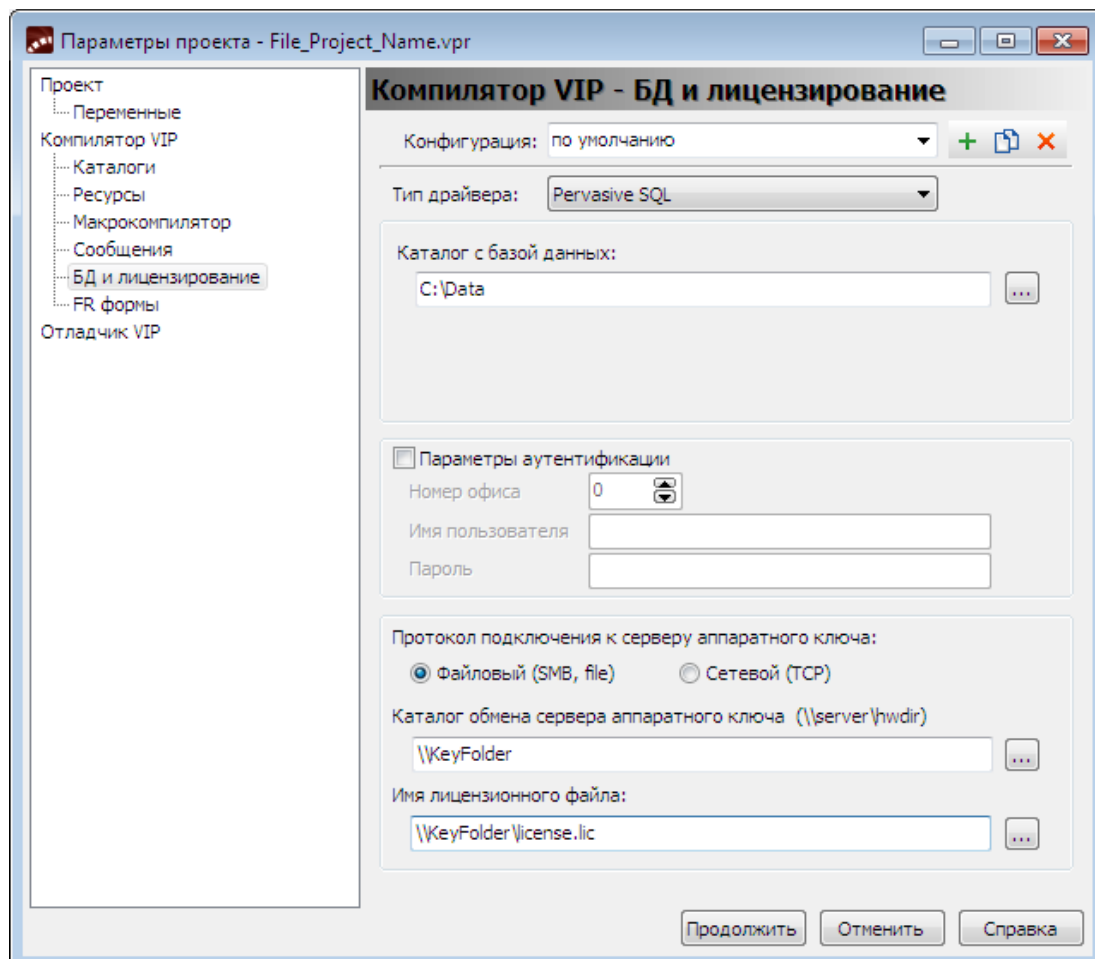 Параметры проекта - File_Project_Name.vpr
Проект
Переменные
Компилятор VIP
Каталоги
Ресурсы
Макрокомпилятор
Сообщения
БД и лицензирование
FR формы
Отладчик VIP
Компилятор VIP - БД и лицензирование
Конфигурация: по умолчанию
Тип драйвера: Pervasive SQL
Каталог с базой данных:
C:\Data
...
Параметры аутентификации
Номер офиса 0
Имя пользователя
Пароль
Протокол подключения к серверу аппаратного ключа:
Файловый (SMB, file) Сетевой (TCP)
Каталог обмена сервера аппаратного ключа (\\server\hwdir)
\\KeyFolder
...
Имя лицензионного файла:
\\KeyFolder\license.lic
...
Продолжить Отменить Справка